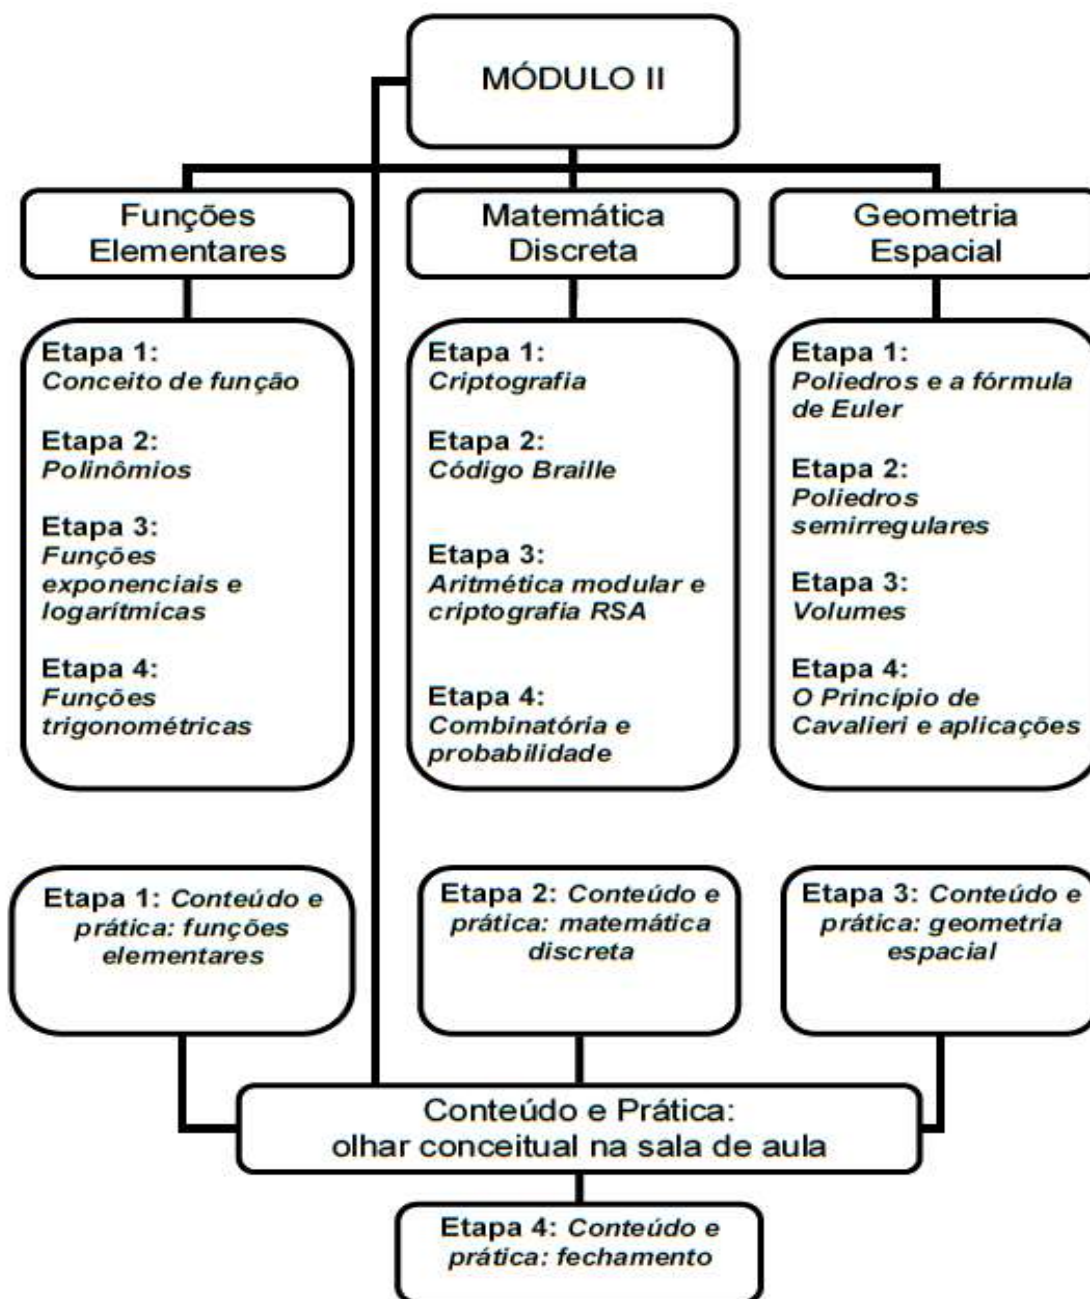 MÓDULO II
Funções
Elementares
Matemática
Discreta
Geometria
Espacial
Etapa 1:
Conceito de função
Etapa 2:
Polinômios
Etapa 3:
Funções
exponenciais e
logarítmicas
Etapa 4:
Funções
trigonométricas
Etapa 1:
Criptografia
Etapa 2:
Código Braille
Etapa 3:
Aritmética modular e
criptografia RSA
Etapa 4:
Combinatória e
probabilidade
Etapa 1:
Poliedros e a fórmula
de Euler
Etapa 2:
Poliedros
semirregulares
Etapa 3:
Volumes
Etapa 4:
O Princípio de
Cavalieri e aplicações
Etapa 1: Conteúdo e
prática: funções
elementares
Etapa 2: Conteúdo e
prática: matemática
discreta
Etapa 3: Conteúdo e
prática: geometria
espacial
Conteúdo e Prática:
olhar conceitual na sala de aula
Etapa 4: Conteúdo e
prática: fechamento